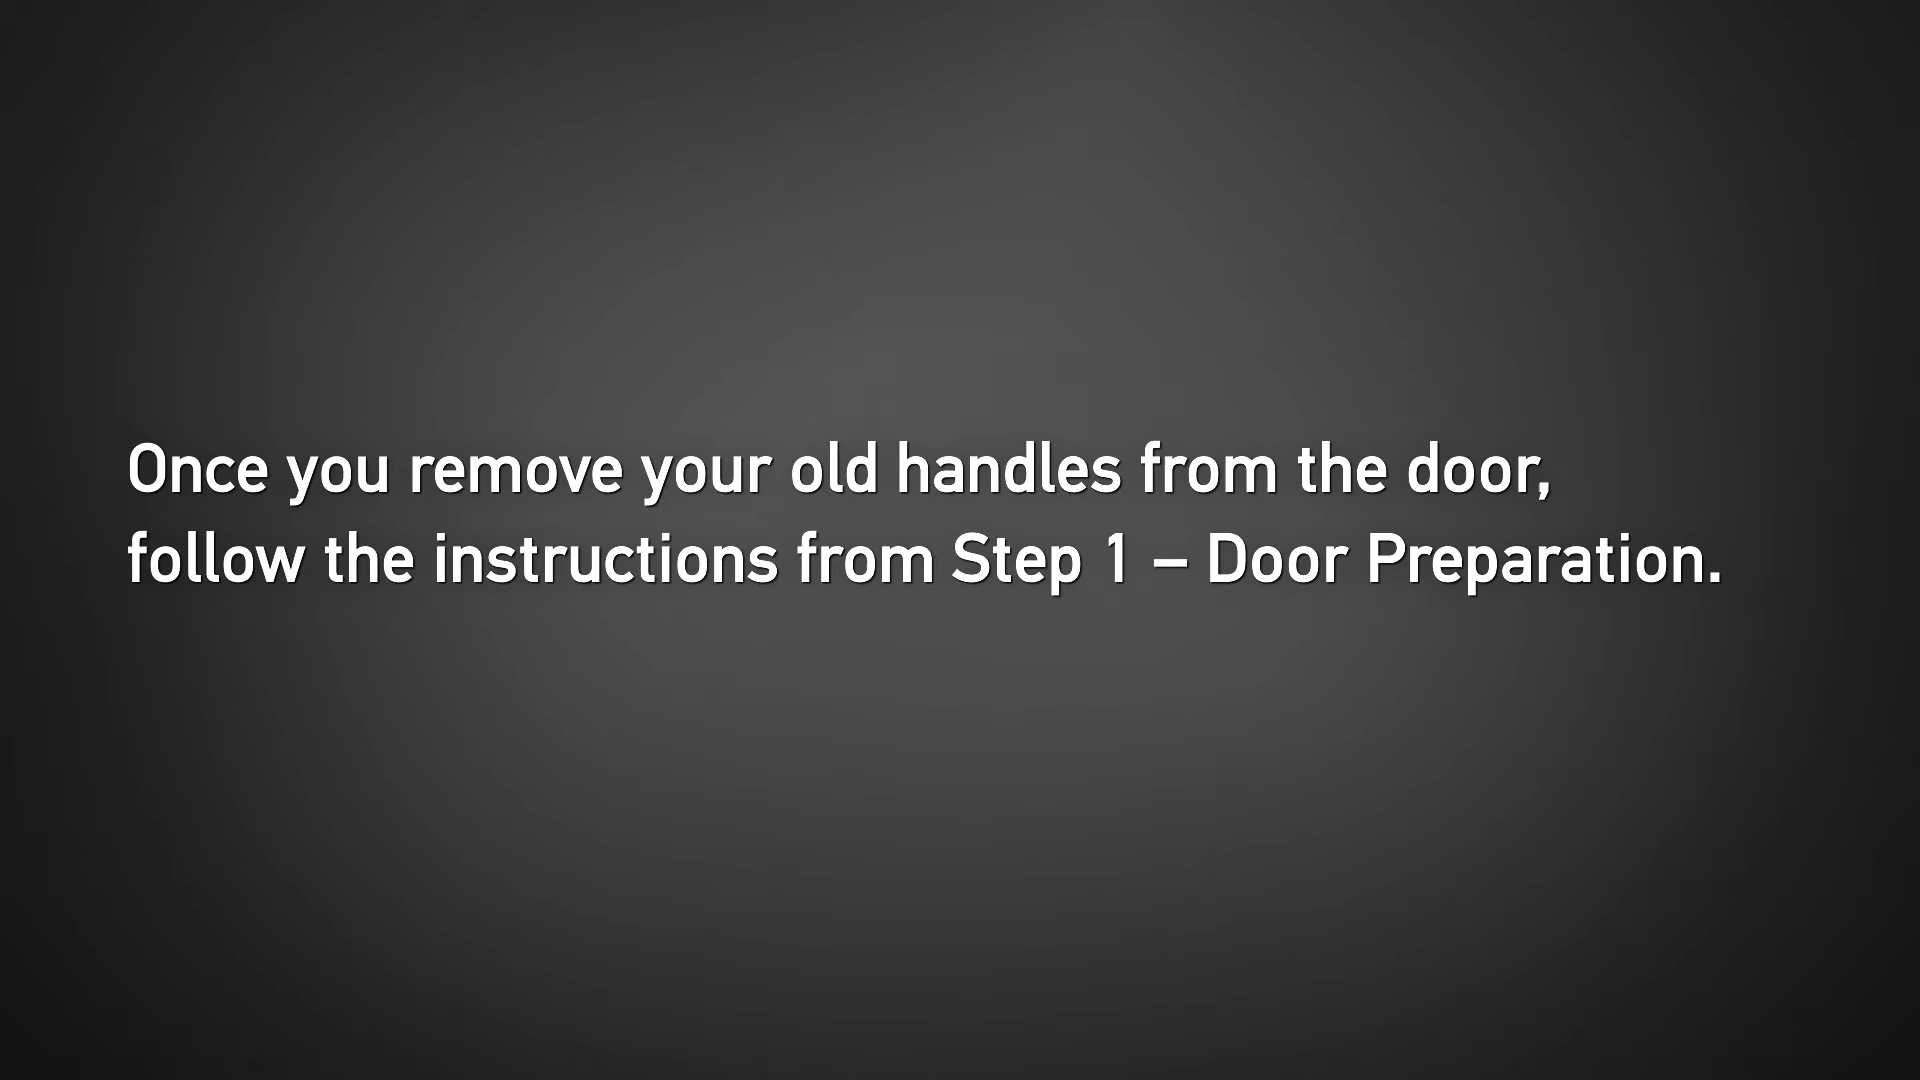 Once you remove your old handles from the door,
follow the instructions from Step 1 – Door Preparation.